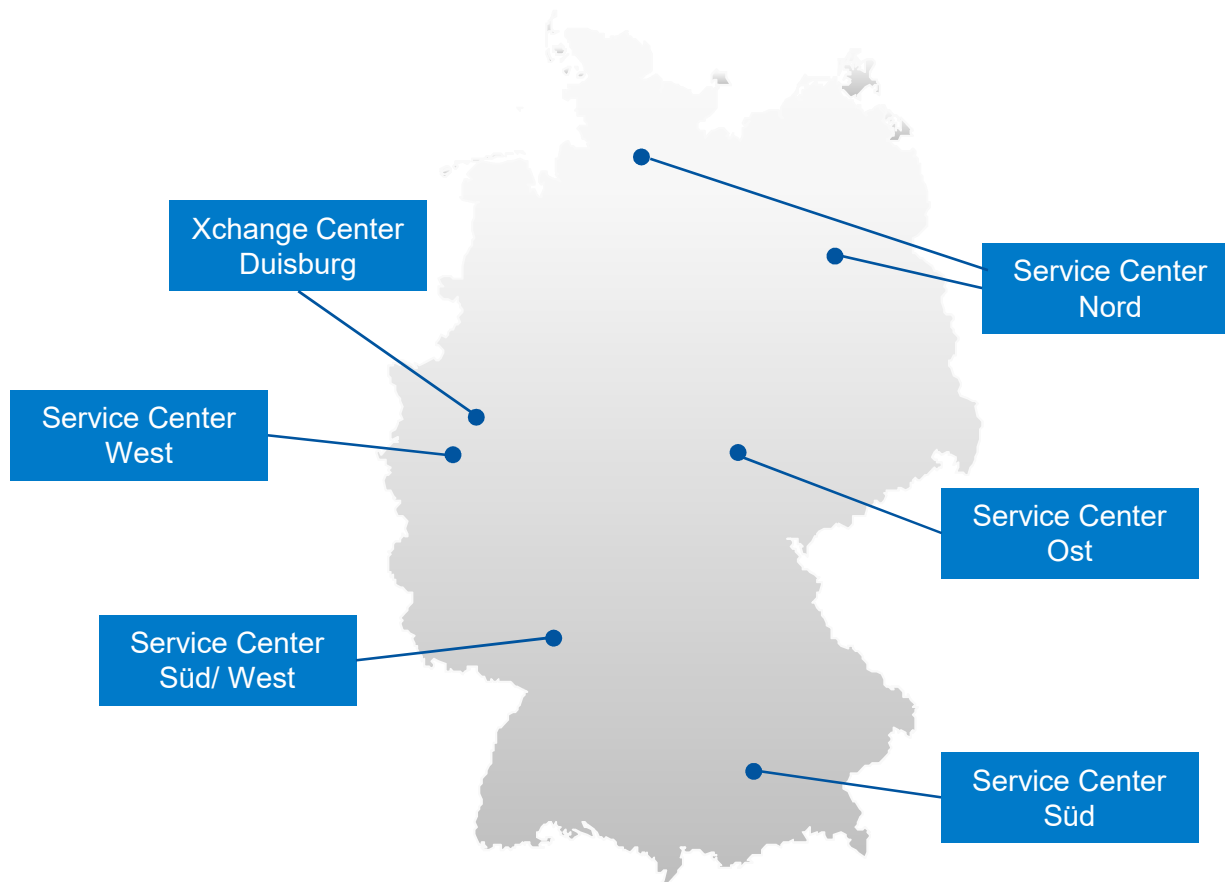 Xchange Center
Duisburg
Service Center
Nord
Service Center
West
Service Center
Ost
Service Center
Süd/ West
Service Center
Süd